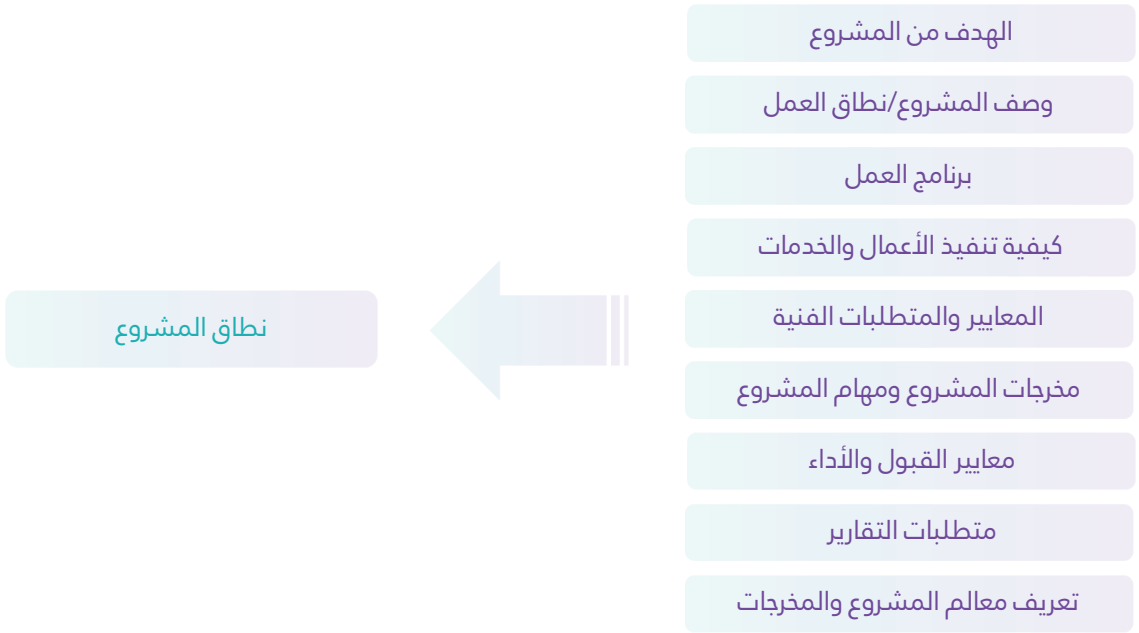 الهدف من المشروع
وصف المشروع/نطاق العمل
برنامج العمل
كيفية تنفيذ الأعمال والخدمات
المعايير والمتطلبات الفنية
مخرجات المشروع ومهام المشروع
معايير القبول والأداء
متطلبات التقارير
تعريف معالم المشروع والمخرجات
نطاق المشروع